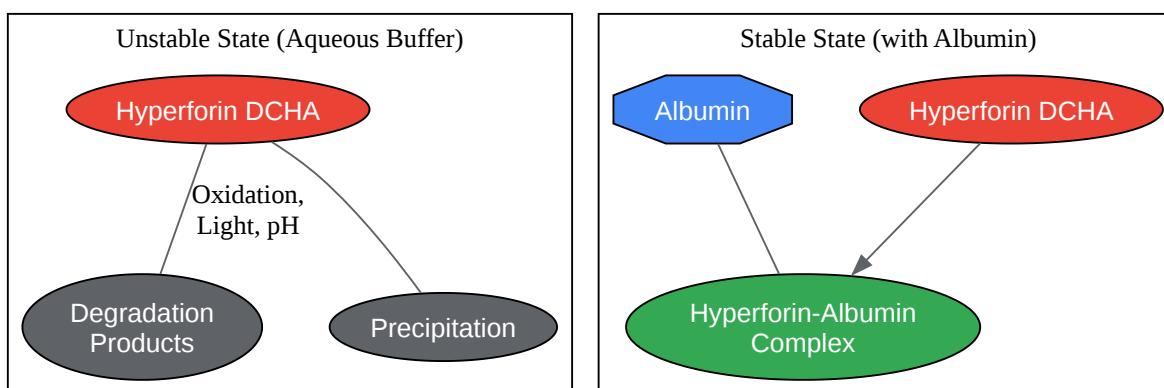 Unstable State (Aqueous Buffer)
Hyperforin DCHA
Oxidation,
Light, pH
Degradation
Products
Precipitation
Stable State (with Albumin)
Albumin
Hyperforin DCHA
Hyperforin-Albumin
Complex